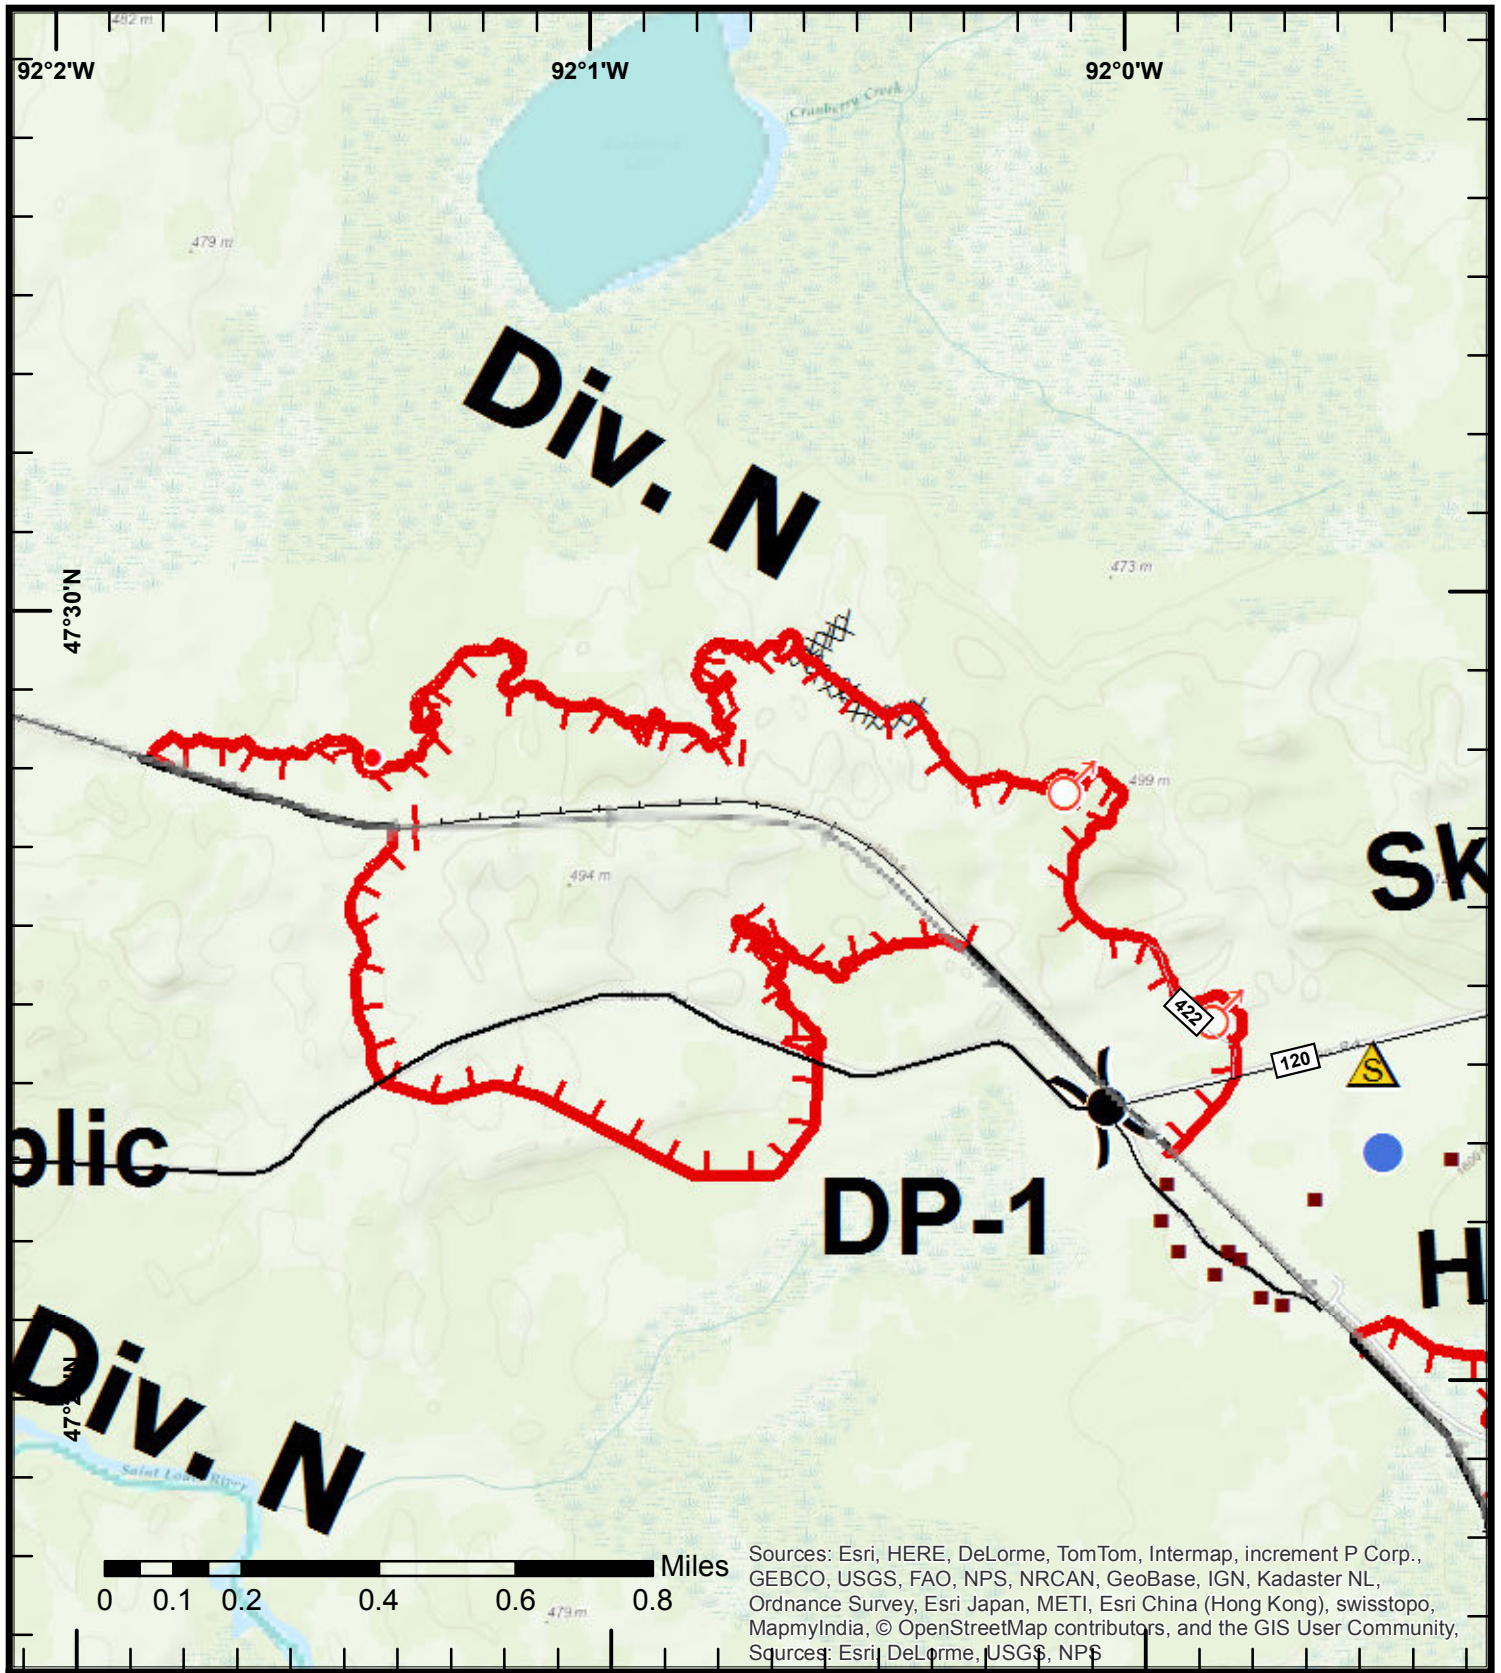 482 m
92°2'W
92°1'W
92°0'W
Cranberry Creek
479 m
Div. N
473 m
47°30'N
499 m
Sk
494 m
422
120
S
blic
DP-1
H
Div. N
Saint Louis River
Miles
0 0.1 0.2 0.4 0.6 0.8
479 m
Sources: Esri, HERE, DeLorme, TomTom, Intermap, increment P Corp.,
GEBCO, USGS, FAO, NPS, NRCAN, GeoBase, IGN, Kadaster NL,
Ordnance Survey, Esri Japan, METI, Esri China (Hong Kong), swisstopo,
MapmyIndia, © OpenStreetMap contributors, and the GIS User Community,
Sources: Esri, DeLorme, USGS, NPS